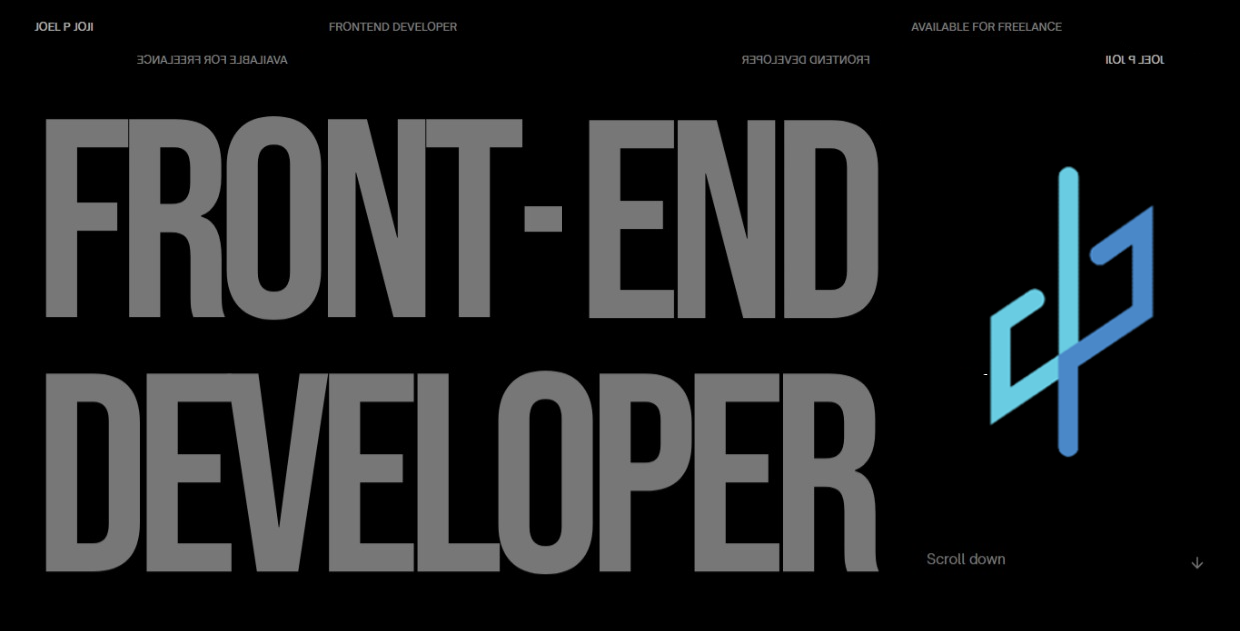 JOEL P JOJI FRONTEND DEVELOPER AVAILABLE FOR FREELANCE
AVAILABLE FOR FREELANCE FRONTEND DEVELOPER JOEL P JOJI
FRONT-END
DEVELOPER
Scroll down